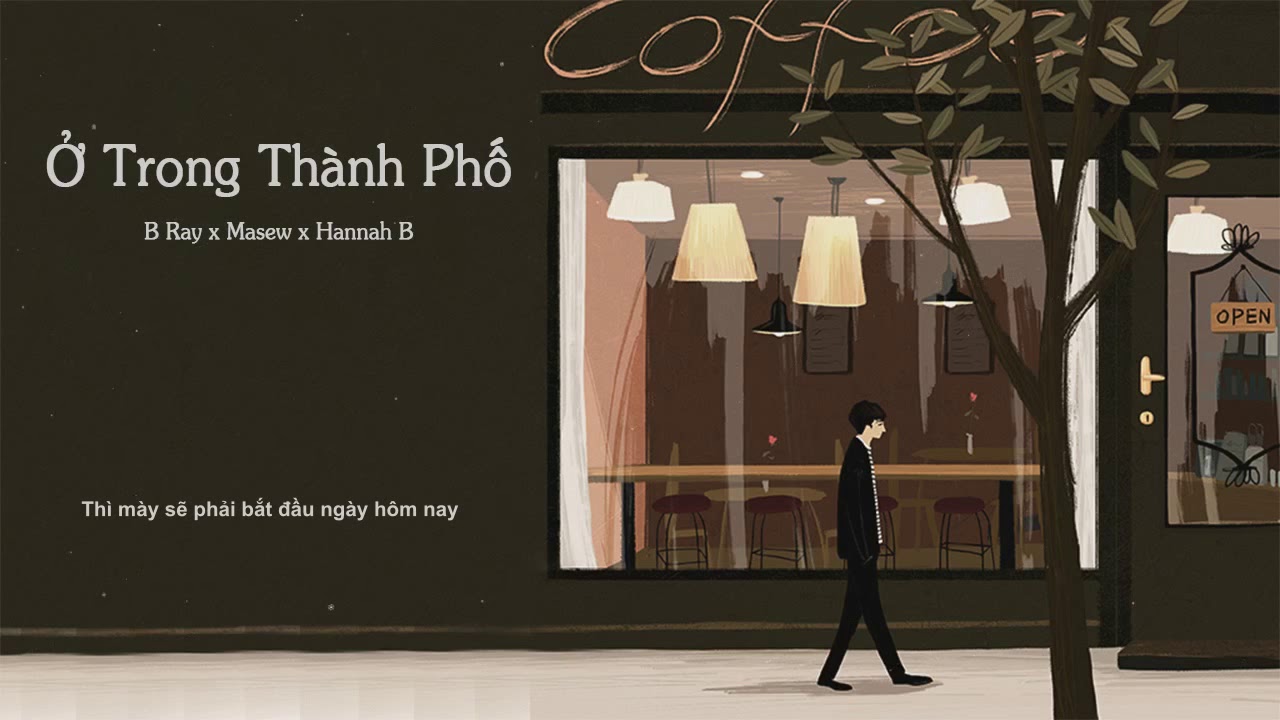 Coffee
Ở Trong Thành Phố
B Ray x Masew x Hannah B
OPEN
Thì mày sẽ phải bắt đầu ngày hôm nay